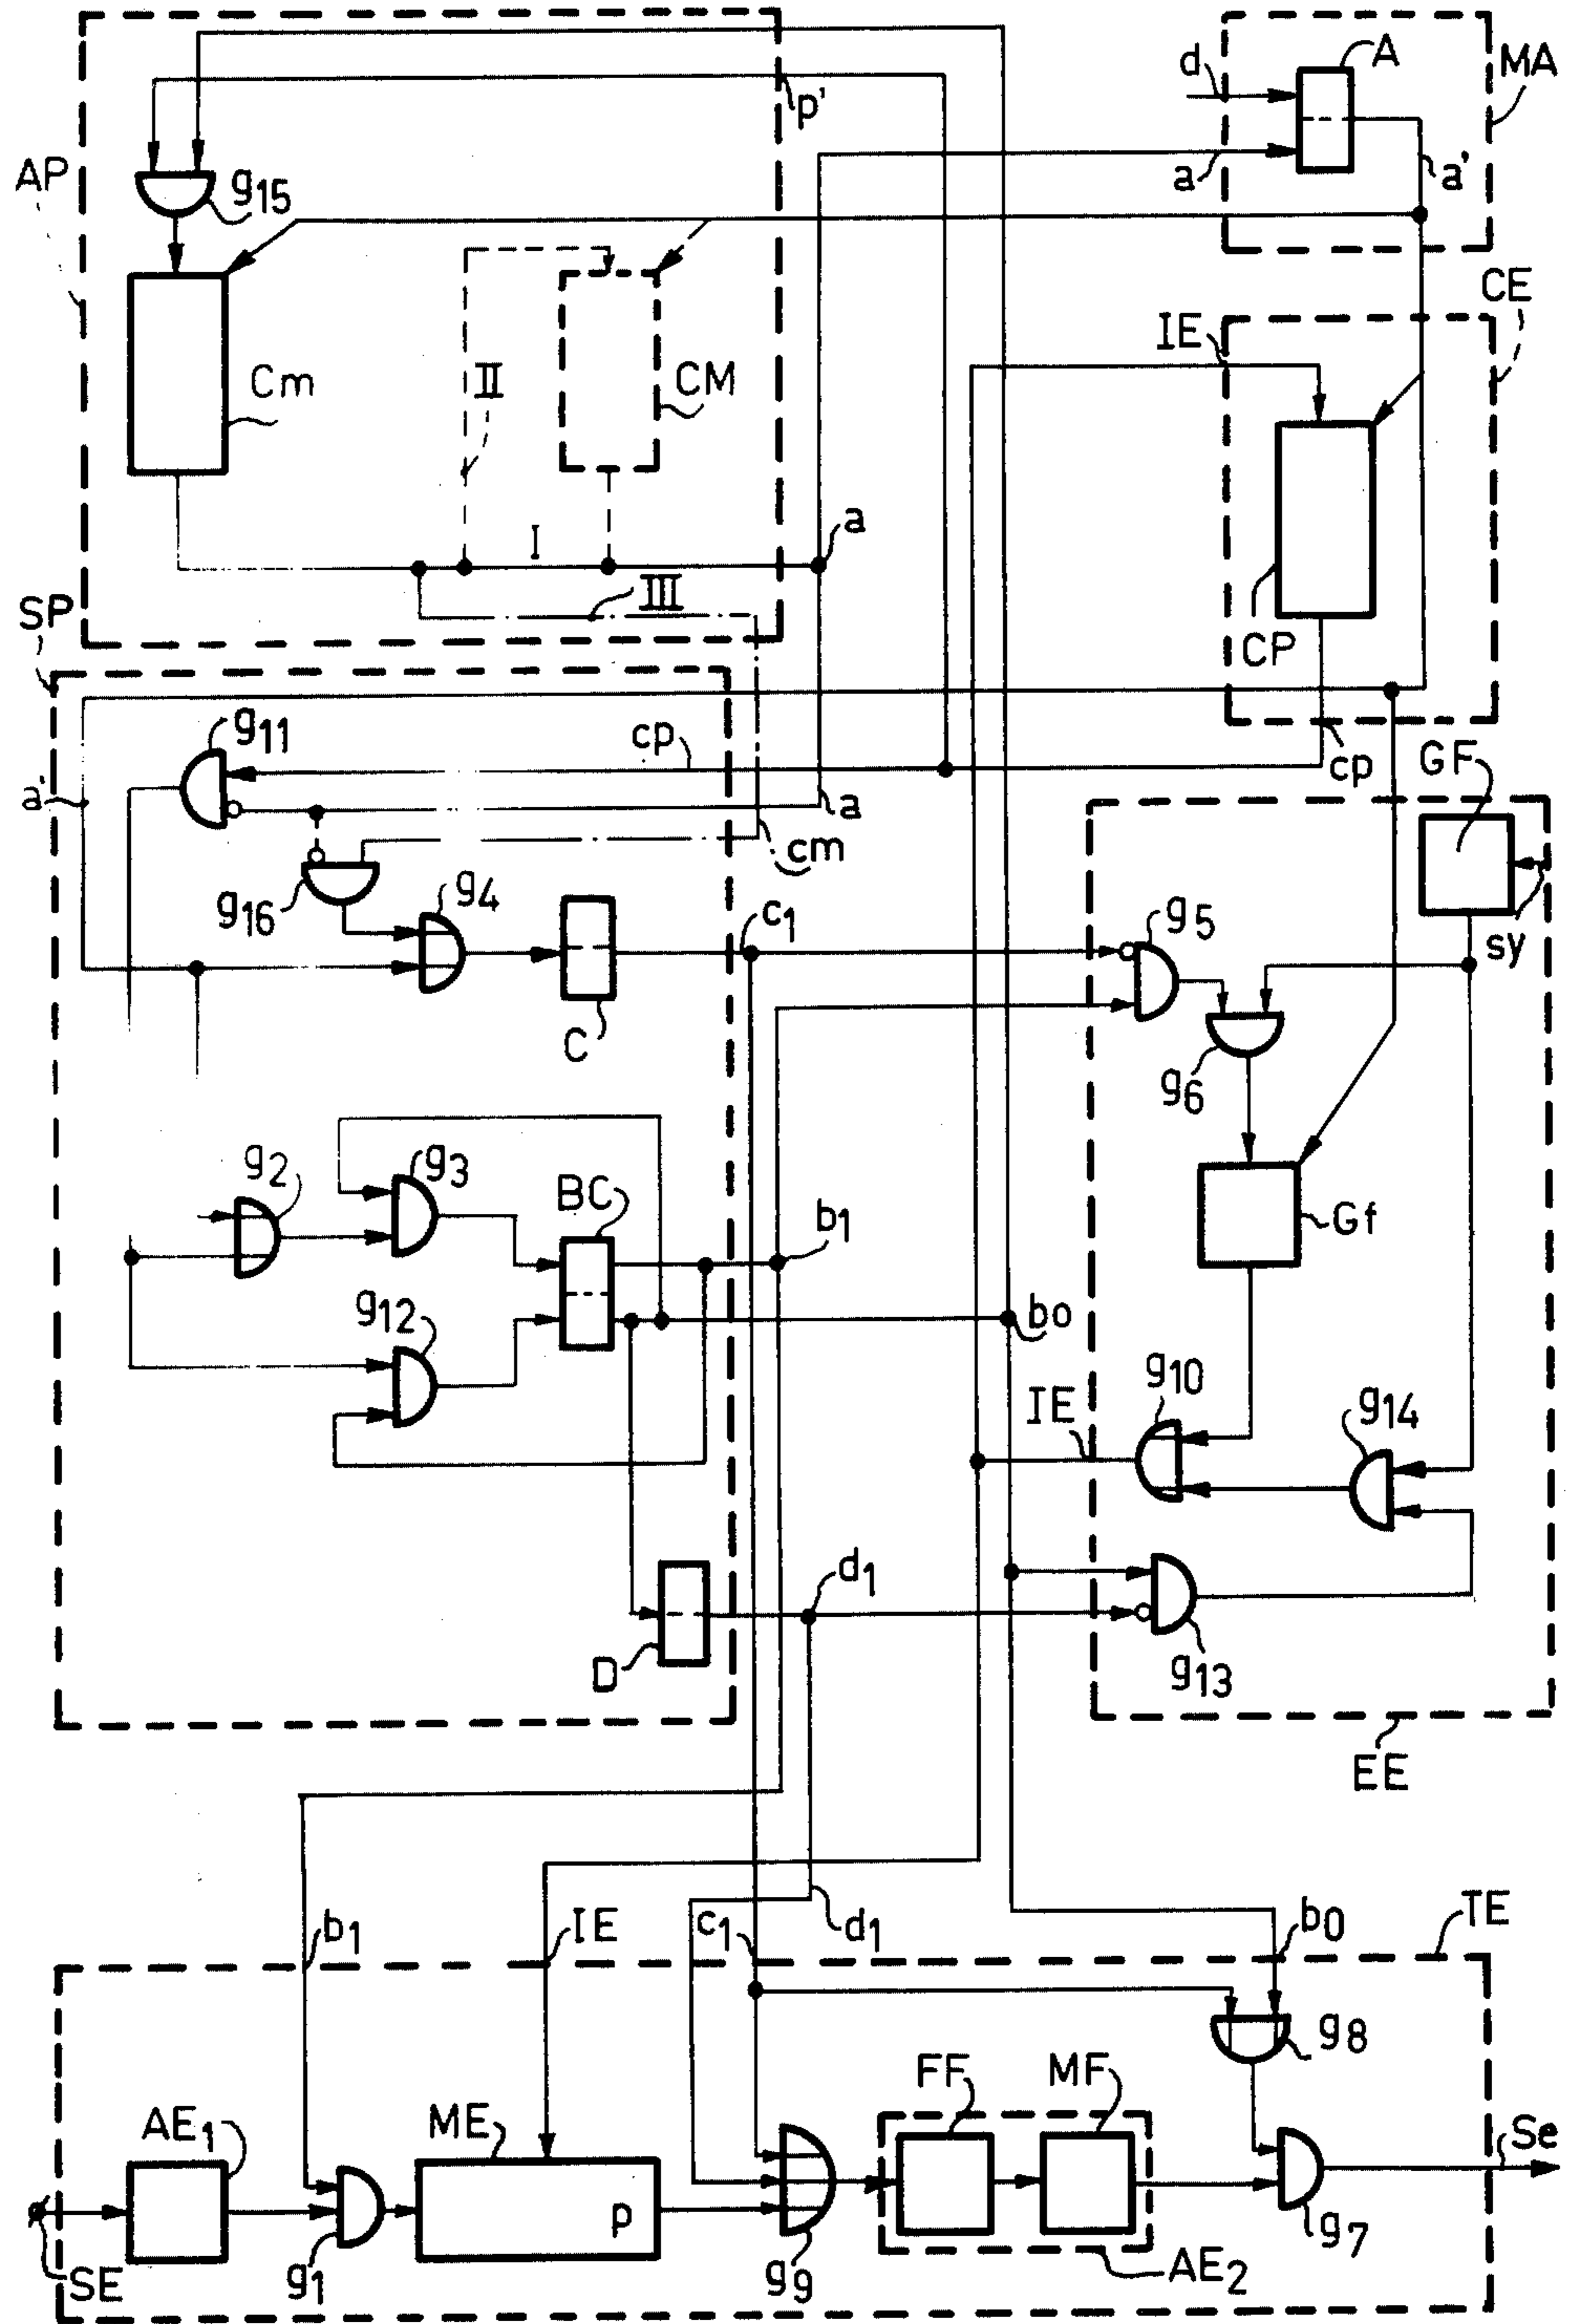 A
MA
d
p'
AP
a
a'
g15
CE
IE
Cm
II
CM
a
I
III
SP
CP
g11
cp
cp
GF
a'
a
cm
g16
g4
c1
g5
sy
C
g6
g2
g3
BC
b1
Gf
g12
bo
g10
IE
g14
d1
D
g13
EE
b1
IE
c1
d1
b0
TE
g8
FF
MF
AE1
ME
Se
p
SE
g1
g9
AE2
g7